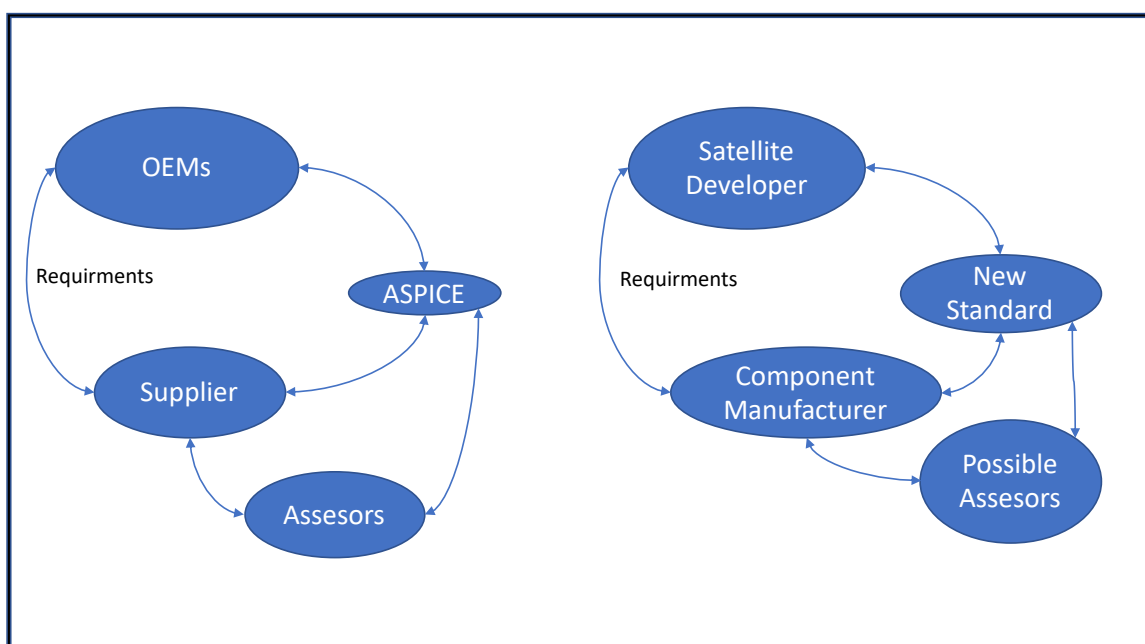 OEMs
Requirments
ASPICE
Supplier
Assesors
Satellite
Developer
Requirments
New
Standard
Component
Manufacturer
Possible
Assesors